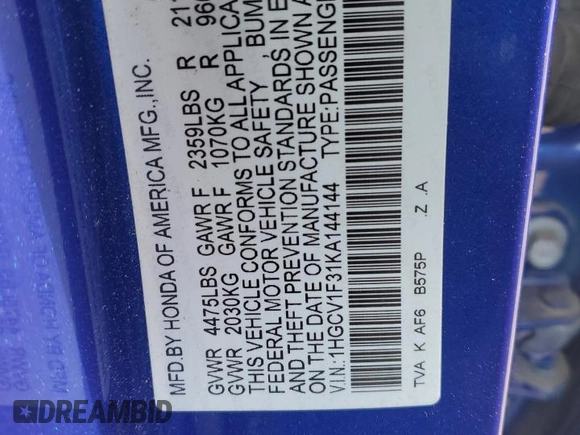 MFD.BY HONDA OF AMERICA MFG.,INC.
GVWR 4475LBS GAWR F 2359LBS R 211
GVWR 2030KG GAWR F 1070KG R
THIS VEHICLE CONFORMS TO ALL APPLICA
FEDERAL MOTOR VEHICLE SAFETY, BUM
AND THEFT PREVENTION STANDARDS IN E
ON THE DATE OF MANUFACTURE SHOWN A
V.I.N.:1HGCV1F31KA144144 TYPE:PASSENGE
TVA K AF6 B575P .Z .A
DREAMBID